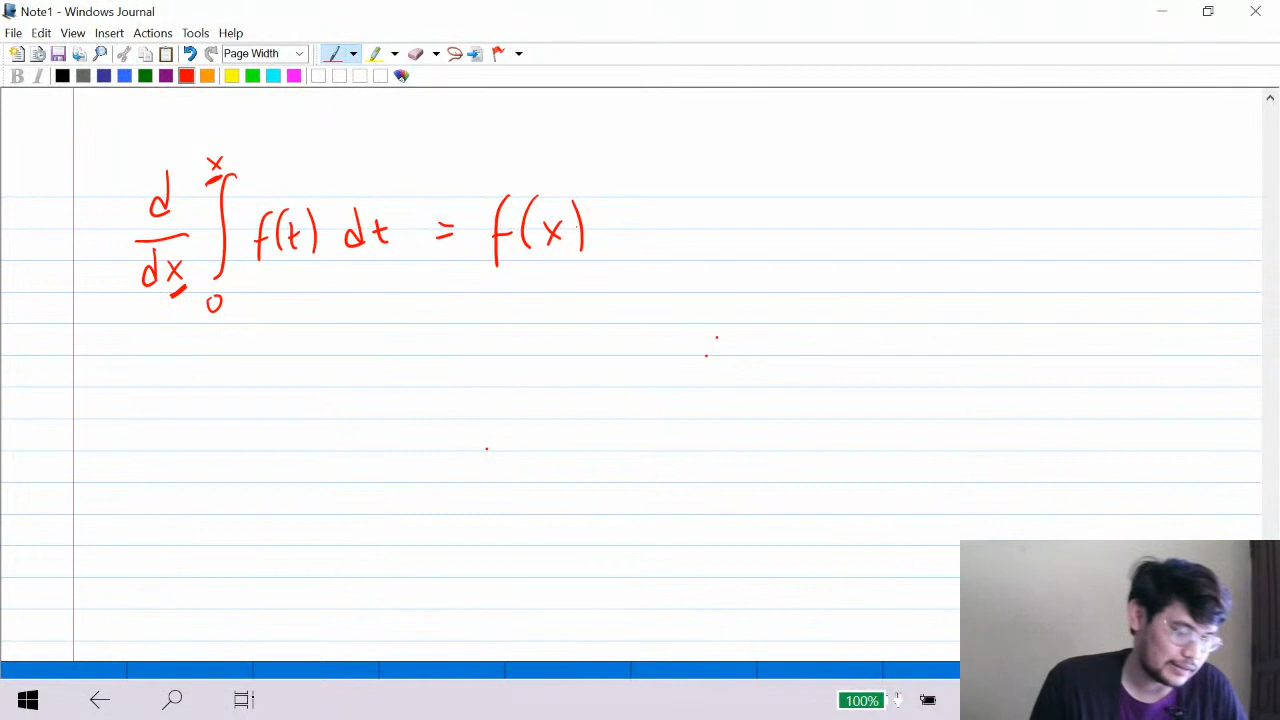 Note1 - Windows Journal
File Edit View Insert Actions Tools Help
Page Width
B I
d/dx ∫₀ˣ f(t) dt = f(x)
100%